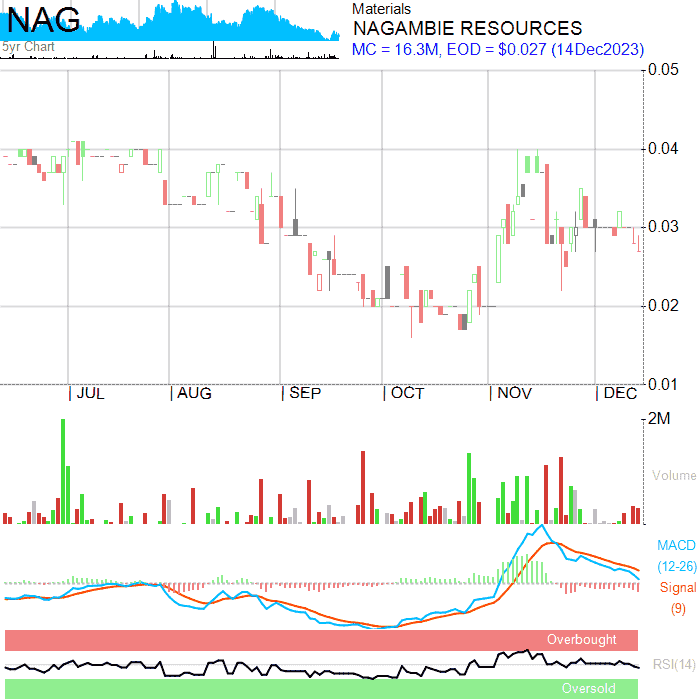 NAG
5yr Chart
Materials
NAGAMBIE RESOURCES
MC = 16.3M, EOD = $0.027 (14Dec2023)
0.05
0.04
0.03
0.02
0.01
JUL
AUG
SEP
OCT
NOV
DEC
2M
Volume
MACD
(12-26)
Signal
(9)
Overbought
RSI(14)
Oversold